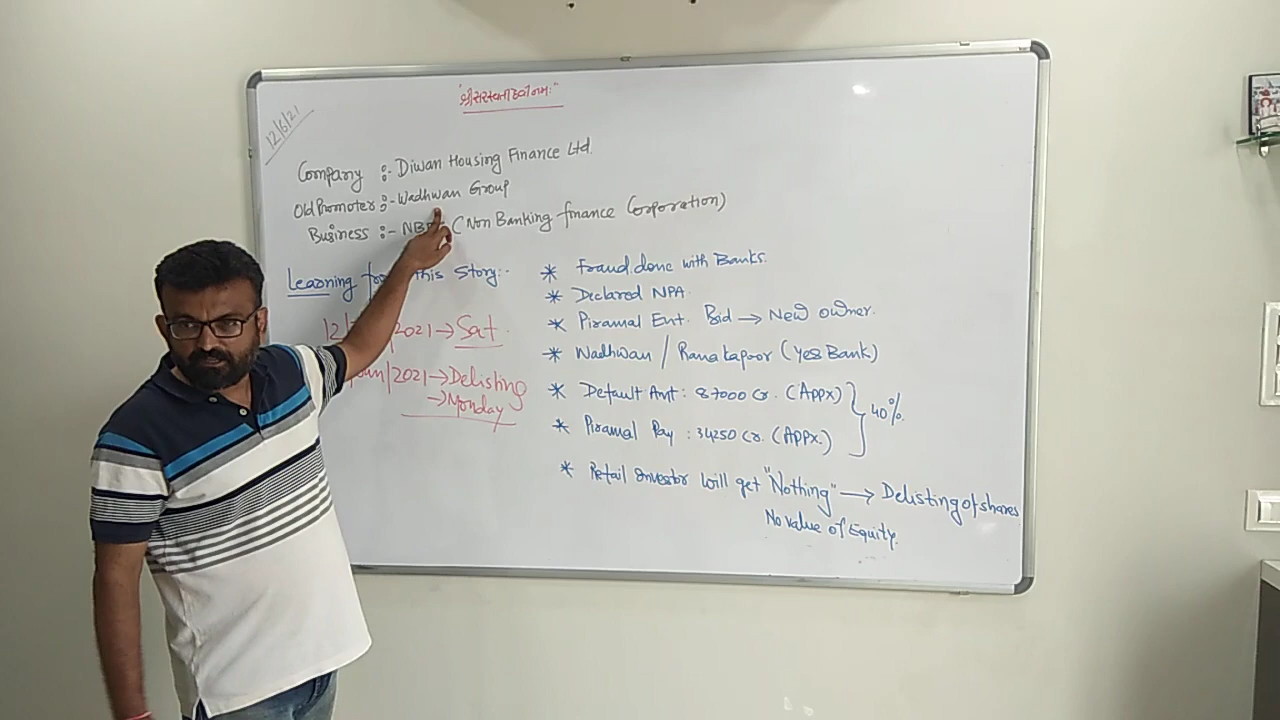 "श्री सरस्वती देवी नमः"
12/6/21
Company :- Diwan Housing Finance Ltd.
Old Promoter :- Wadhwan Group
Business :- (Non Banking finance Corporation)
Learning this Story:-
2021 → Sat.
2021 → Delisting
→ Monday
* Fraud done with Banks.
* Declared NPA.
* Piramal Ent. Bid → New Owner.
* Wadhwan / Rana kapoor (Yes Bank)
* Default Amt : 87000 Cr. (Appx)
* Piramal Pay : 34250 Cr. (Appx.)
40%.
* Retail Investor will get "Nothing" → Delisting of shares
No value of Equity.